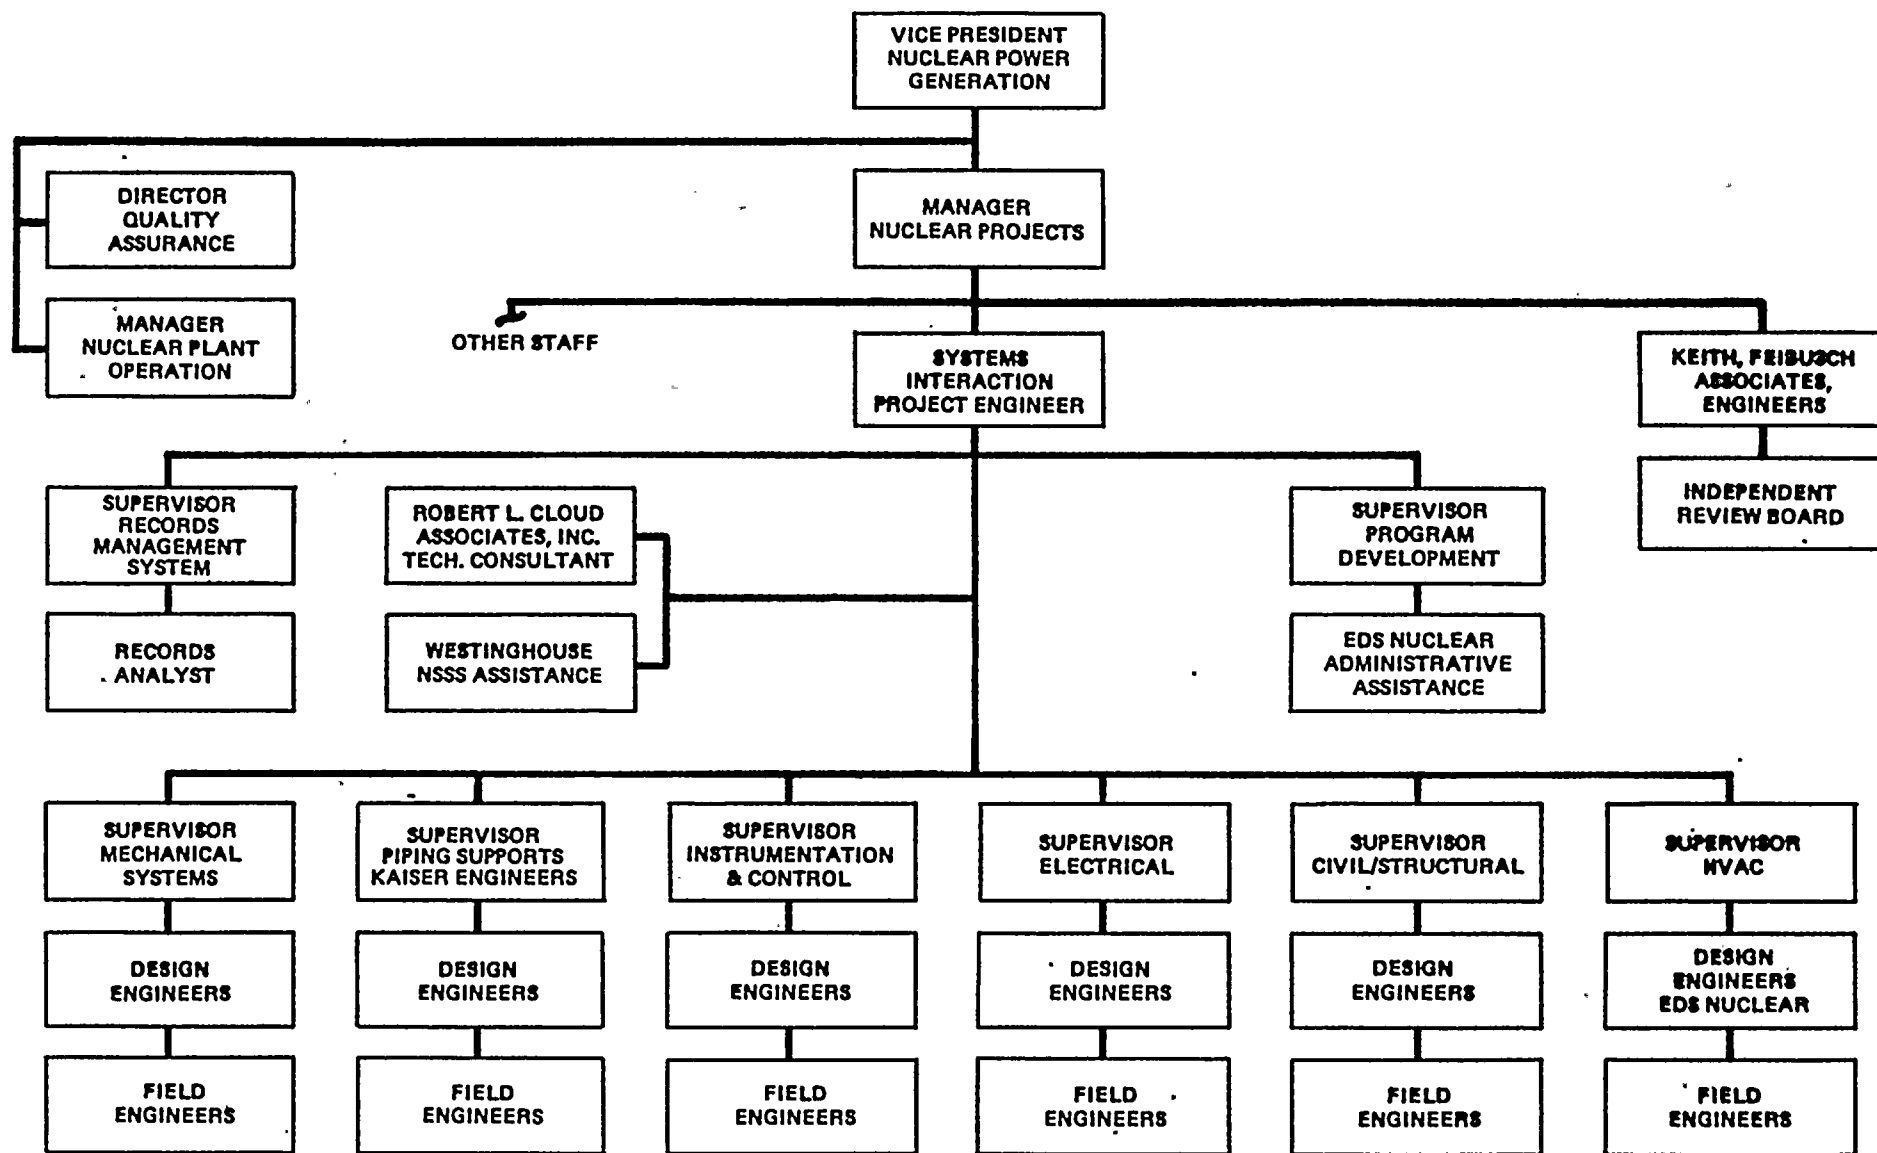 VICE PRESIDENT
NUCLEAR POWER
GENERATION
DIRECTOR
QUALITY
ASSURANCE
MANAGER
NUCLEAR PROJECTS
MANAGER
NUCLEAR PLANT
OPERATION
OTHER STAFF
SYSTEMS
INTERACTION
PROJECT ENGINEER
KEITH, FEIBUSCH
ASSOCIATES,
ENGINEERS
SUPERVISOR
RECORDS
MANAGEMENT
SYSTEM
ROBERT L. CLOUD
ASSOCIATES, INC.
TECH. CONSULTANT
SUPERVISOR
PROGRAM
DEVELOPMENT
INDEPENDENT
REVIEW BOARD
RECORDS
ANALYST
WESTINGHOUSE
NSSS ASSISTANCE
EDS NUCLEAR
ADMINISTRATIVE
ASSISTANCE
SUPERVISOR
MECHANICAL
SYSTEMS
SUPERVISOR
PIPING SUPPORTS
KAISER ENGINEERS
SUPERVISOR
INSTRUMENTATION
& CONTROL
SUPERVISOR
ELECTRICAL
SUPERVISOR
CIVIL/STRUCTURAL
SUPERVISOR
HVAC
DESIGN
ENGINEERS
DESIGN
ENGINEERS
DESIGN
ENGINEERS
DESIGN
ENGINEERS
DESIGN
ENGINEERS
DESIGN
ENGINEERS
EDS NUCLEAR
FIELD
ENGINEERS
FIELD
ENGINEERS
FIELD
ENGINEERS
FIELD
ENGINEERS
FIELD
ENGINEERS
FIELD
ENGINEERS